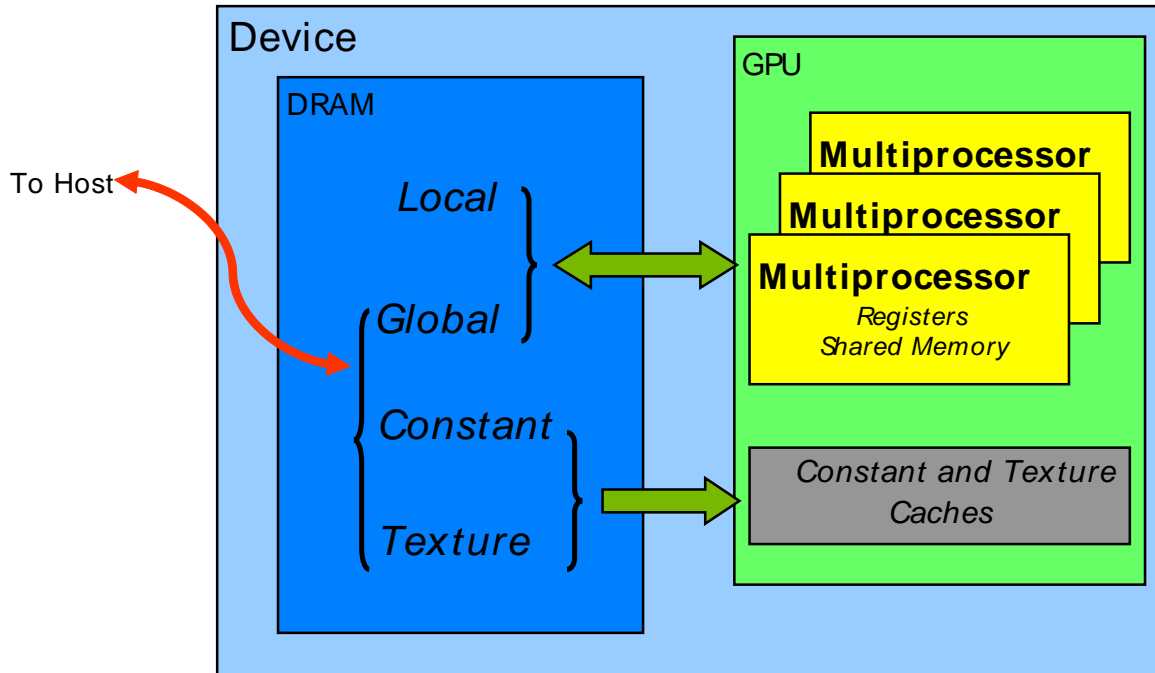 Device
DRAM
GPU
To Host
Local
Global
Constant
Texture
Multiprocessor
Multiprocessor
Multiprocessor
Registers
Shared Memory
Constant and Texture
Caches